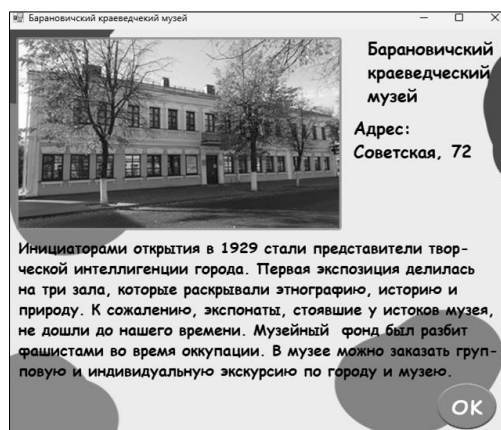 Барановичский краеведчекий музей
Барановичский
краеведческий
музей
Адрес:
Советская, 72
Инициаторами открытия в 1929 стали представители твор-
ческой интеллигенции города. Первая экспозиция делилась
на три зала, которые раскрывали этнографию, историю и
природу. К сожалению, экспонаты, стоявшие у истоков музея,
не дошли до нашего времени. Музейный фонд был разбит
фашистами во время оккупации. В музее можно заказать груп-
повую и индивидуальную экскурсию по городу и музею.
OK